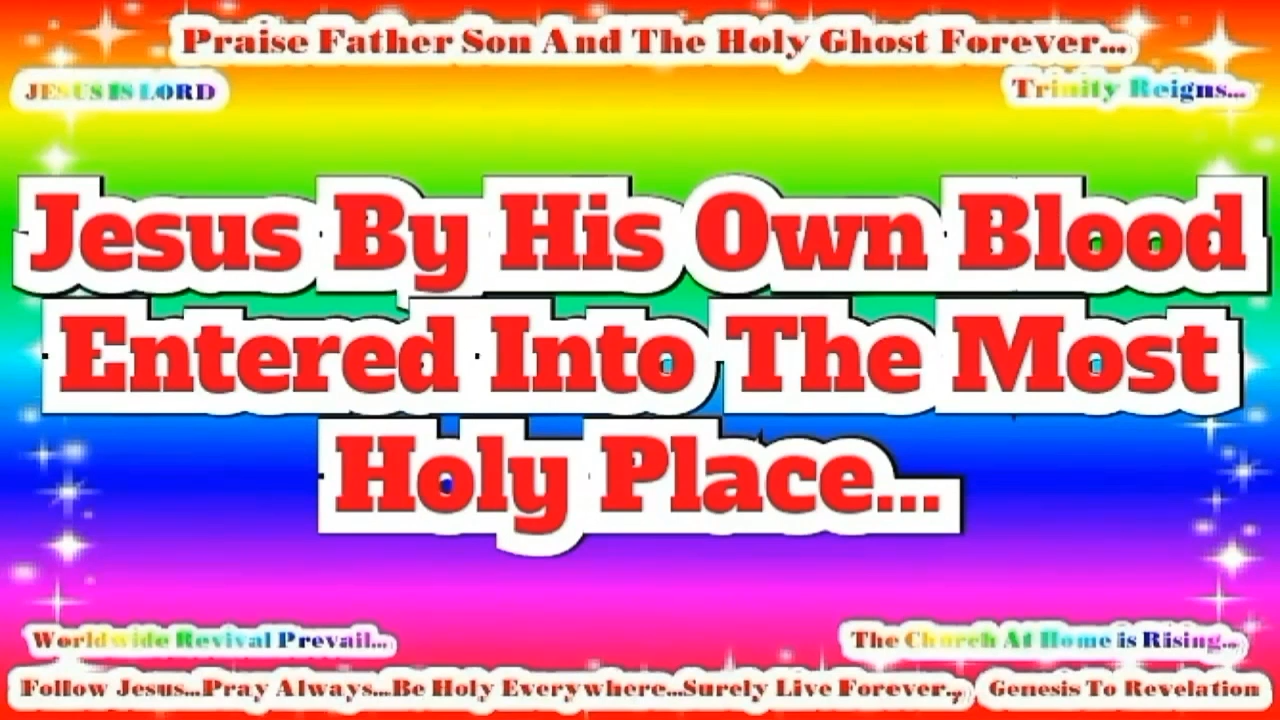 Praise Father Son And The Holy Ghost Forever...
JESUS IS LORD
Trinity Reigns...
Jesus By His Own Blood
Entered Into The Most
Holy Place...
Worldwide Revival Prevail...
The Church At Home is Rising...
Follow Jesus...Pray Always...Be Holy Everywhere...Surely Live Forever..,
Genesis To Revelation